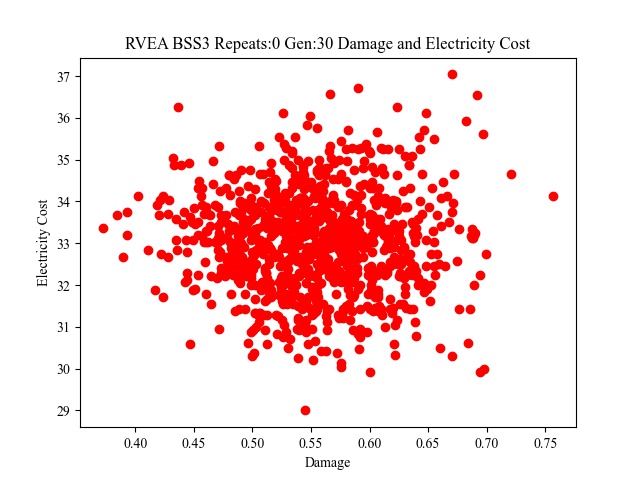 RVEA BSS3 Repeats:0 Gen:30 Damage and Electricity Cost
37
36
35
34
33
32
31
30
29
Electricity Cost
0.40 0.45 0.50 0.55 0.60 0.65 0.70 0.75
Damage